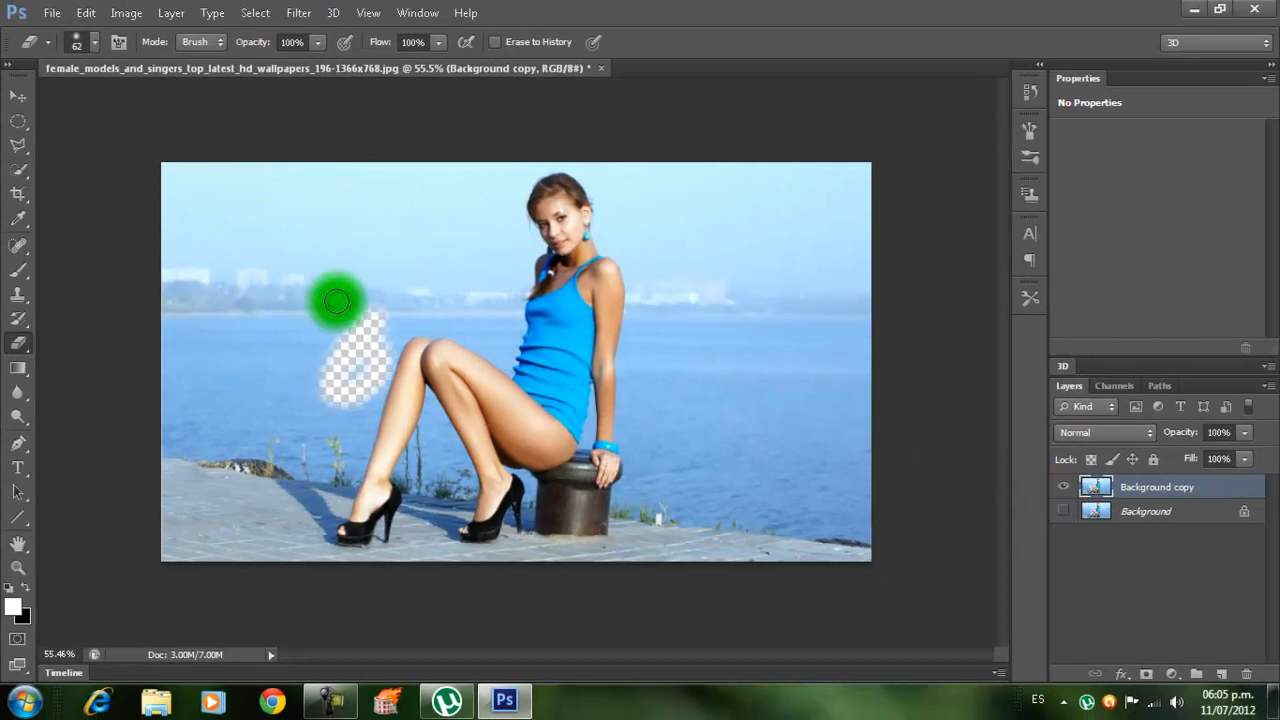 Ps File Edit Image Layer Type Select Filter 3D View Window Help
62 Mode: Brush Opacity: 100% Flow: 100% Erase to History 3D
female_models_and_singers_top_latest_hd_wallpapers_196-1366x768.jpg @ 55.5% (Background copy, RGB/8#) *
Properties
No Properties
3D
Layers Channels Paths
Kind
Normal Opacity: 100%
Lock: Fill: 100%
Background copy
Background
55.46% Doc: 3.00M/7.00M
Timeline
Ps ES 06:05 p.m.
11/07/2012